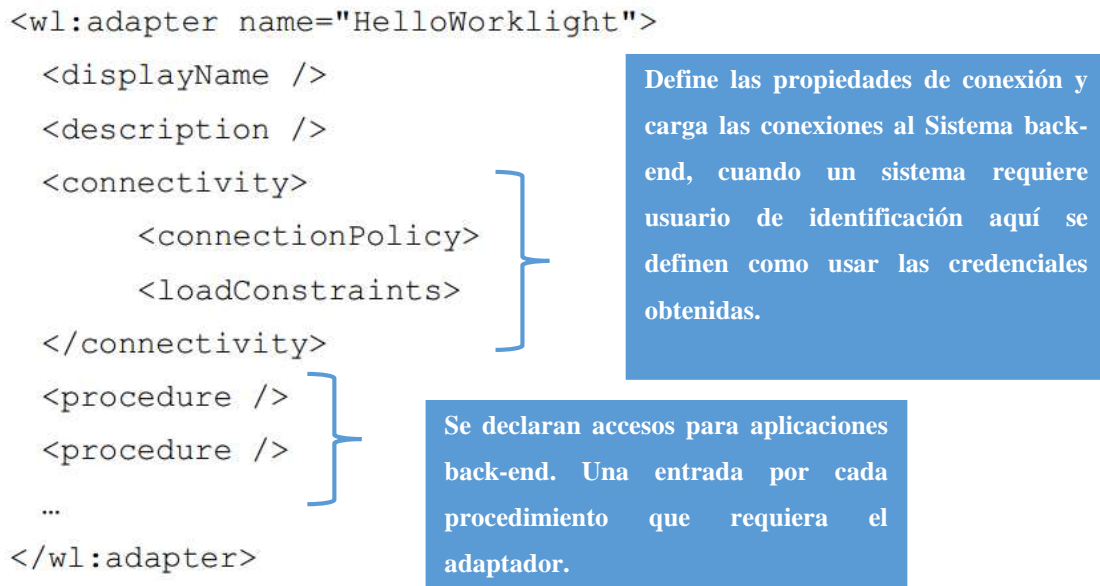 <wl:adapter name="HelloWorklight">
<displayName />
<description />
<connectivity>
<connectionPolicy>
<loadConstraints>
</connectivity>
<procedure />
<procedure />
…
</wl:adapter>
Define las propiedades de conexión y
carga las conexiones al Sistema back-
end, cuando un sistema requiere
usuario de identificación aquí se
definen como usar las credenciales
obtenidas.
Se declaran accesos para aplicaciones
back-end. Una entrada por cada
procedimiento que requiera el
adaptador.